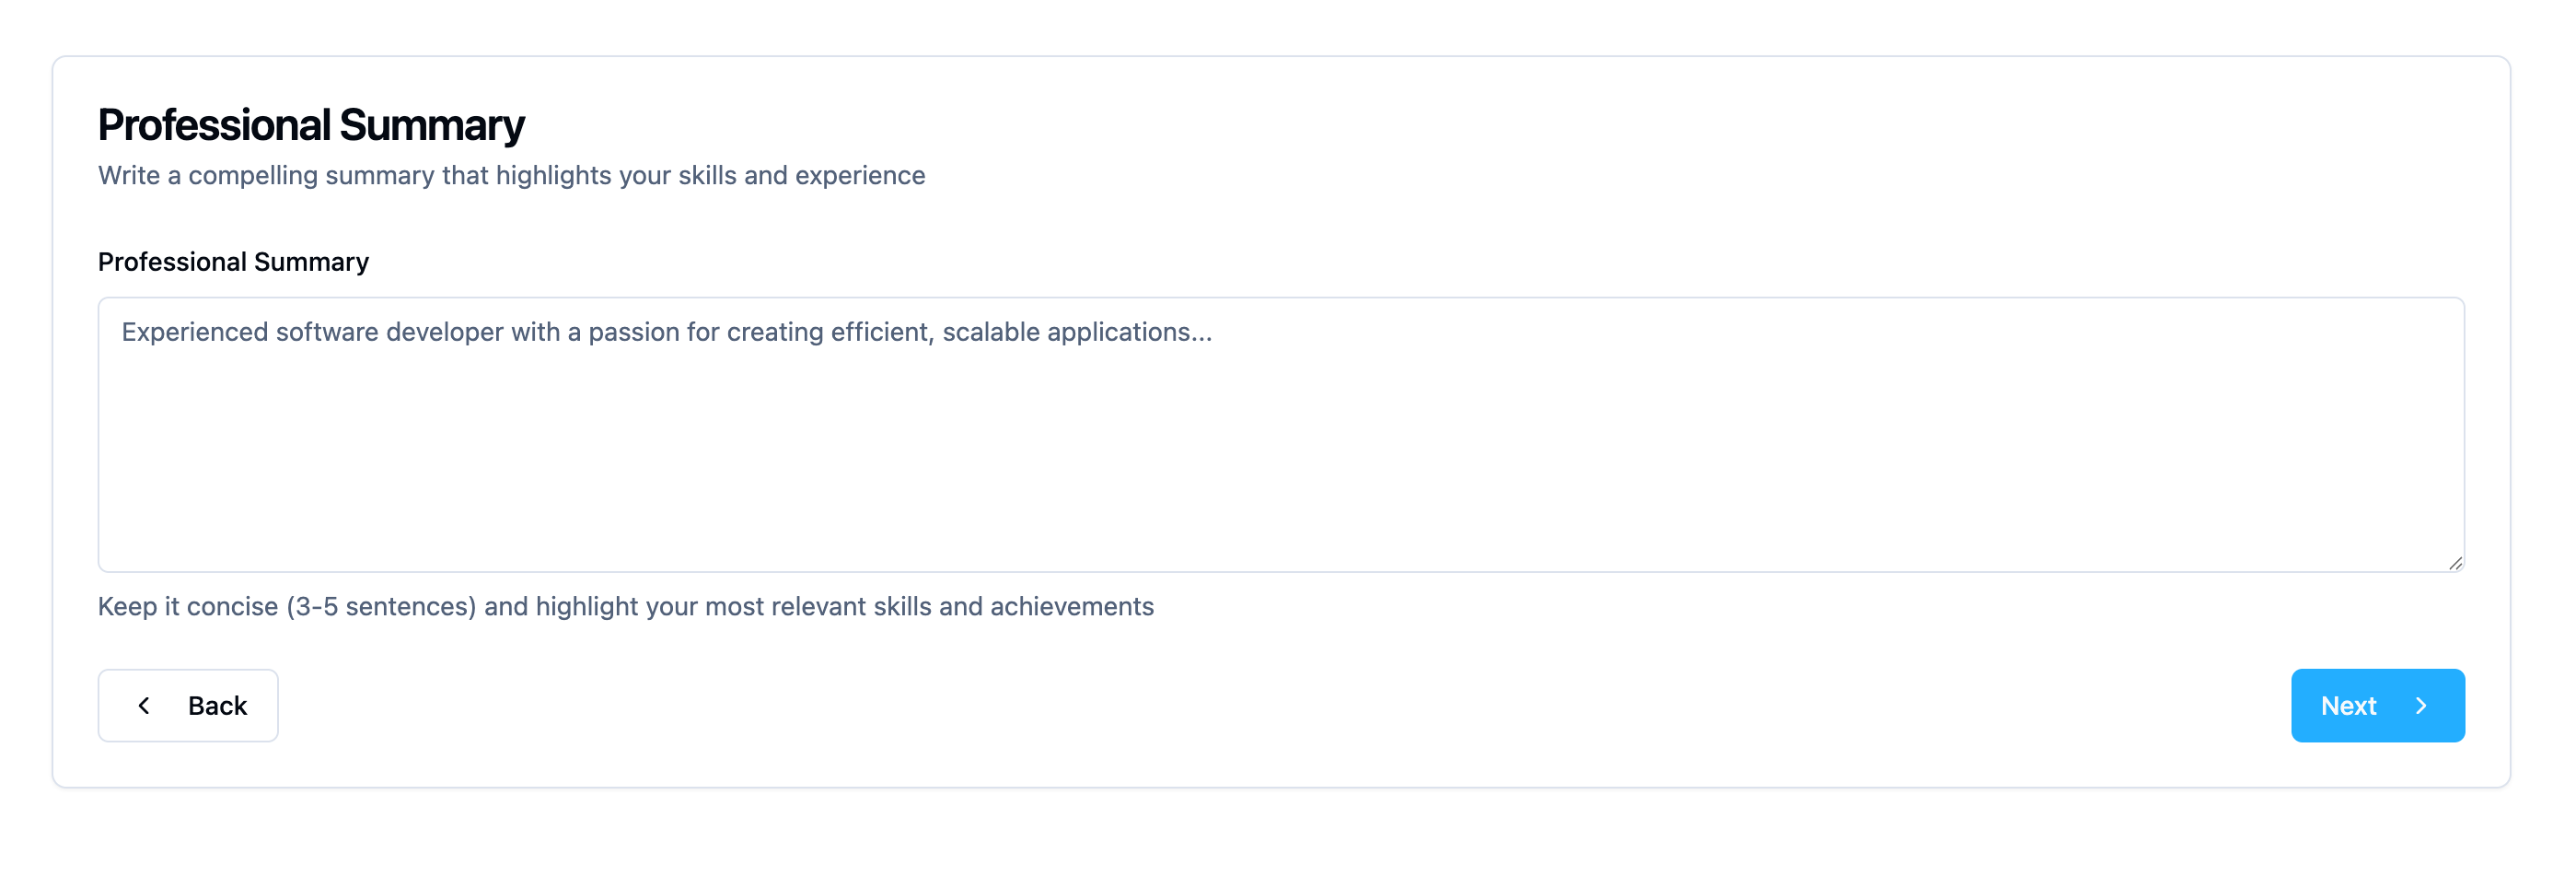 Professional Summary
Write a compelling summary that highlights your skills and experience
Professional Summary
Experienced software developer with a passion for creating efficient, scalable applications...
Keep it concise (3-5 sentences) and highlight your most relevant skills and achievements
Back
Next